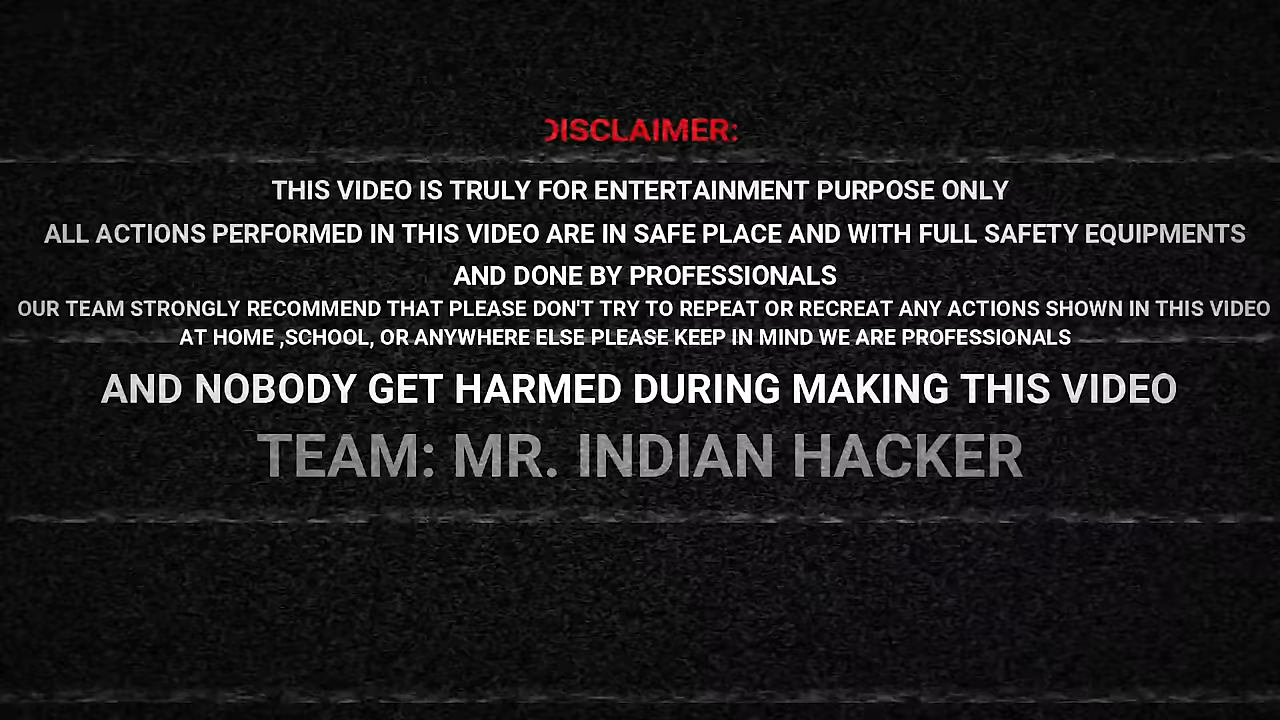 DISCLAIMER:
THIS VIDEO IS TRULY FOR ENTERTAINMENT PURPOSE ONLY
ALL ACTIONS PERFORMED IN THIS VIDEO ARE IN SAFE PLACE AND WITH FULL SAFETY EQUIPMENTS
AND DONE BY PROFESSIONALS
OUR TEAM STRONGLY RECOMMEND THAT PLEASE DON'T TRY TO REPEAT OR RECREAT ANY ACTIONS SHOWN IN THIS VIDEO
AT HOME ,SCHOOL, OR ANYWHERE ELSE PLEASE KEEP IN MIND WE ARE PROFESSIONALS
AND NOBODY GET HARMED DURING MAKING THIS VIDEO
TEAM: MR. INDIAN HACKER